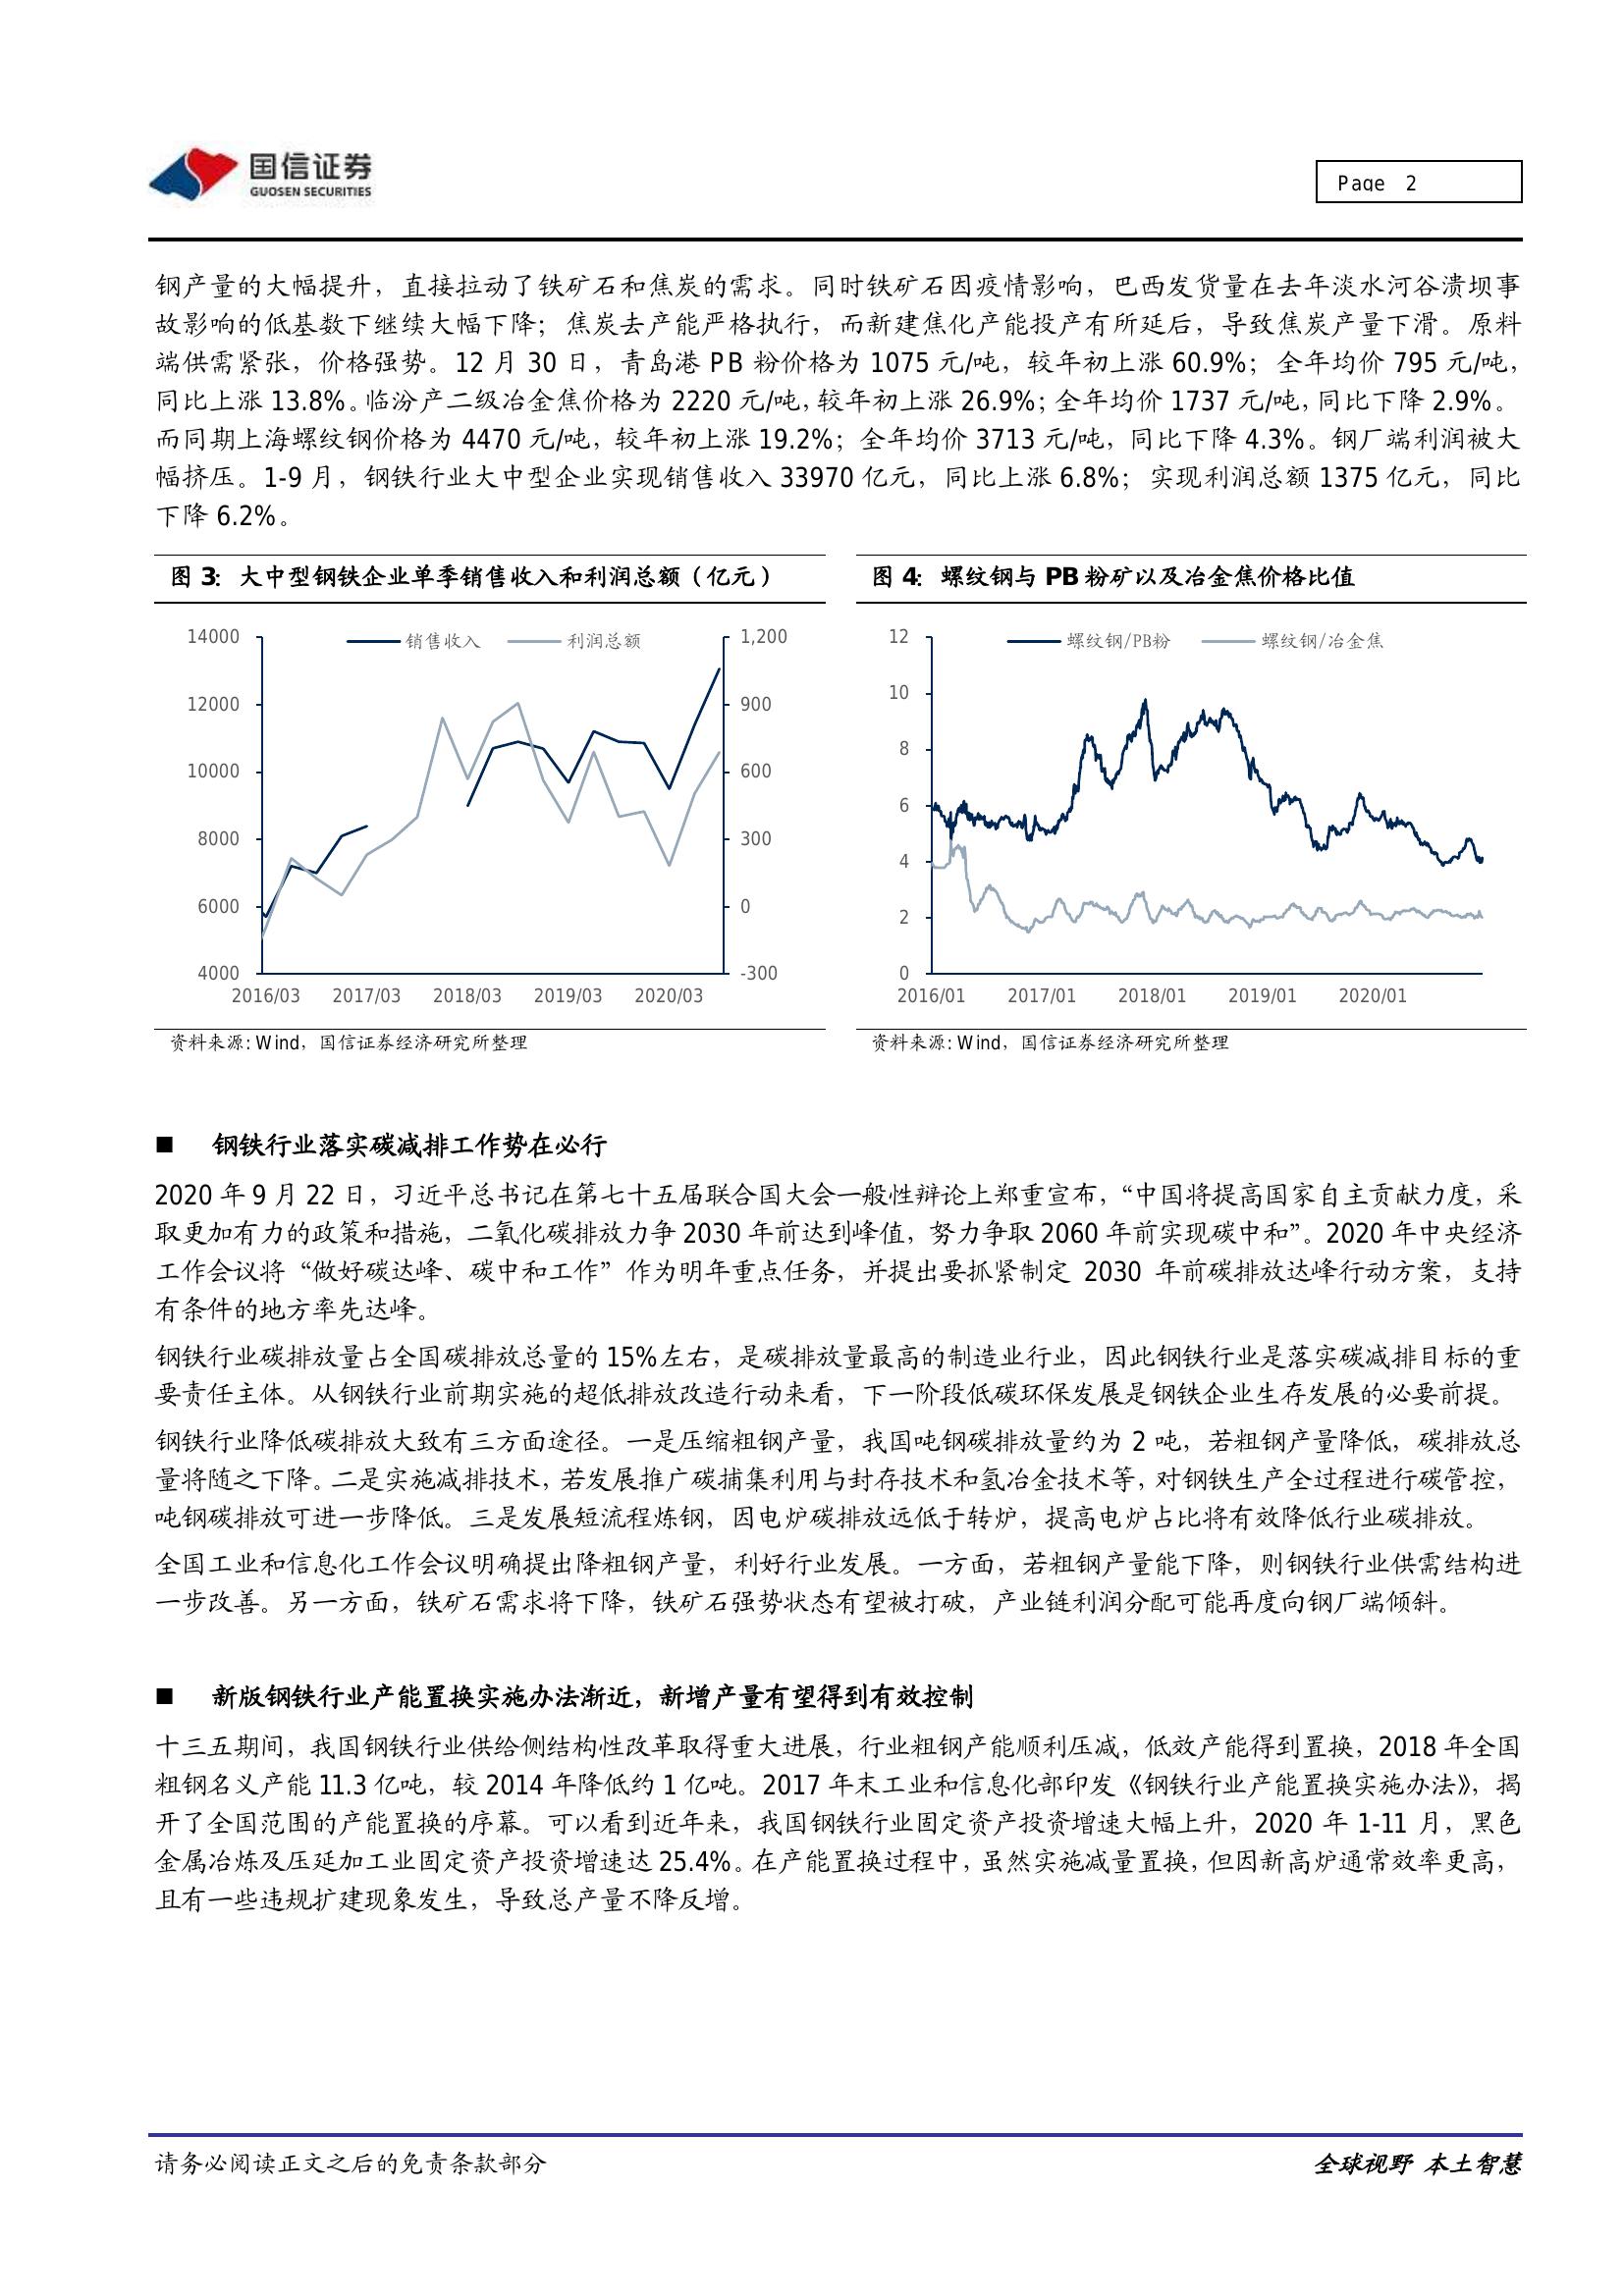 国信证券
GUOSEN SECURITIES
Page 2
钢产量的大幅提升，直接拉动了铁矿石和焦炭的需求。同时铁矿石因疫情影响，巴西发货量在去年淡水河谷溃坝事
故影响的低基数下继续大幅下降；焦炭去产能严格执行，而新建焦化产能投产有所延后，导致焦炭产量下滑。原料
端供需紧张，价格强势。12 月 30 日，青岛港 PB 粉价格为 1075 元/吨，较年初上涨 60.9%；全年均价 795 元/吨，
同比上涨 13.8%。临汾产二级冶金焦价格为 2220 元/吨，较年初上涨 26.9%；全年均价 1737 元/吨，同比下降 2.9%。
而同期上海螺纹钢价格为 4470 元/吨，较年初上涨 19.2%；全年均价 3713 元/吨，同比下降 4.3%。钢厂端利润被大
幅挤压。1-9 月，钢铁行业大中型企业实现销售收入 33970 亿元，同比上涨 6.8%；实现利润总额 1375 亿元，同比
下降 6.2%。
图 3：大中型钢铁企业单季销售收入和利润总额（亿元）
销售收入 利润总额
14000
12000
10000
8000
6000
4000
1,200
900
600
300
0
-300
2016/03 2017/03 2018/03 2019/03 2020/03
资料来源: Wind，国信证券经济研究所整理
图 4：螺纹钢与 PB 粉矿以及冶金焦价格比值
螺纹钢/PB粉 螺纹钢/冶金焦
12
10
8
6
4
2
0
2016/01 2017/01 2018/01 2019/01 2020/01
资料来源: Wind，国信证券经济研究所整理
■ 钢铁行业落实碳减排工作势在必行
2020 年 9 月 22 日，习近平总书记在第七十五届联合国大会一般性辩论上郑重宣布，“中国将提高国家自主贡献力度，采
取更加有力的政策和措施，二氧化碳排放力争 2030 年前达到峰值，努力争取 2060 年前实现碳中和”。2020 年中央经济
工作会议将“做好碳达峰、碳中和工作”作为明年重点任务，并提出要抓紧制定 2030 年前碳排放达峰行动方案，支持
有条件的地方率先达峰。
钢铁行业碳排放量占全国碳排放总量的 15%左右，是碳排放量最高的制造业行业，因此钢铁行业是落实碳减排目标的重
要责任主体。从钢铁行业前期实施的超低排放改造行动来看，下一阶段低碳环保发展是钢铁企业生存发展的必要前提。
钢铁行业降低碳排放大致有三方面途径。一是压缩粗钢产量，我国吨钢碳排放量约为 2 吨，若粗钢产量降低，碳排放总
量将随之下降。二是实施减排技术，若发展推广碳捕集利用与封存技术和氢冶金技术等，对钢铁生产全过程进行碳管控，
吨钢碳排放可进一步降低。三是发展短流程炼钢，因电炉碳排放远低于转炉，提高电炉占比将有效降低行业碳排放。
全国工业和信息化工作会议明确提出降粗钢产量，利好行业发展。一方面，若粗钢产量能下降，则钢铁行业供需结构进
一步改善。另一方面，铁矿石需求将下降，铁矿石强势状态有望被打破，产业链利润分配可能再度向钢厂端倾斜。
■ 新版钢铁行业产能置换实施办法渐近，新增产量有望得到有效控制
十三五期间，我国钢铁行业供给侧结构性改革取得重大进展，行业粗钢产能顺利压减，低效产能得到置换，2018 年全国
粗钢名义产能 11.3 亿吨，较 2014 年降低约 1 亿吨。2017 年末工业和信息化部印发《钢铁行业产能置换实施办法》，揭
开了全国范围的产能置换的序幕。可以看到近年来，我国钢铁行业固定资产投资增速大幅上升，2020 年 1-11 月，黑色
金属冶炼及压延加工业固定资产投资增速达 25.4%。在产能置换过程中，虽然实施减量置换，但因新高炉通常效率更高，
且有一些违规扩建现象发生，导致总产量不降反增。
请务必阅读正文之后的免责条款部分
全球视野 本土智慧